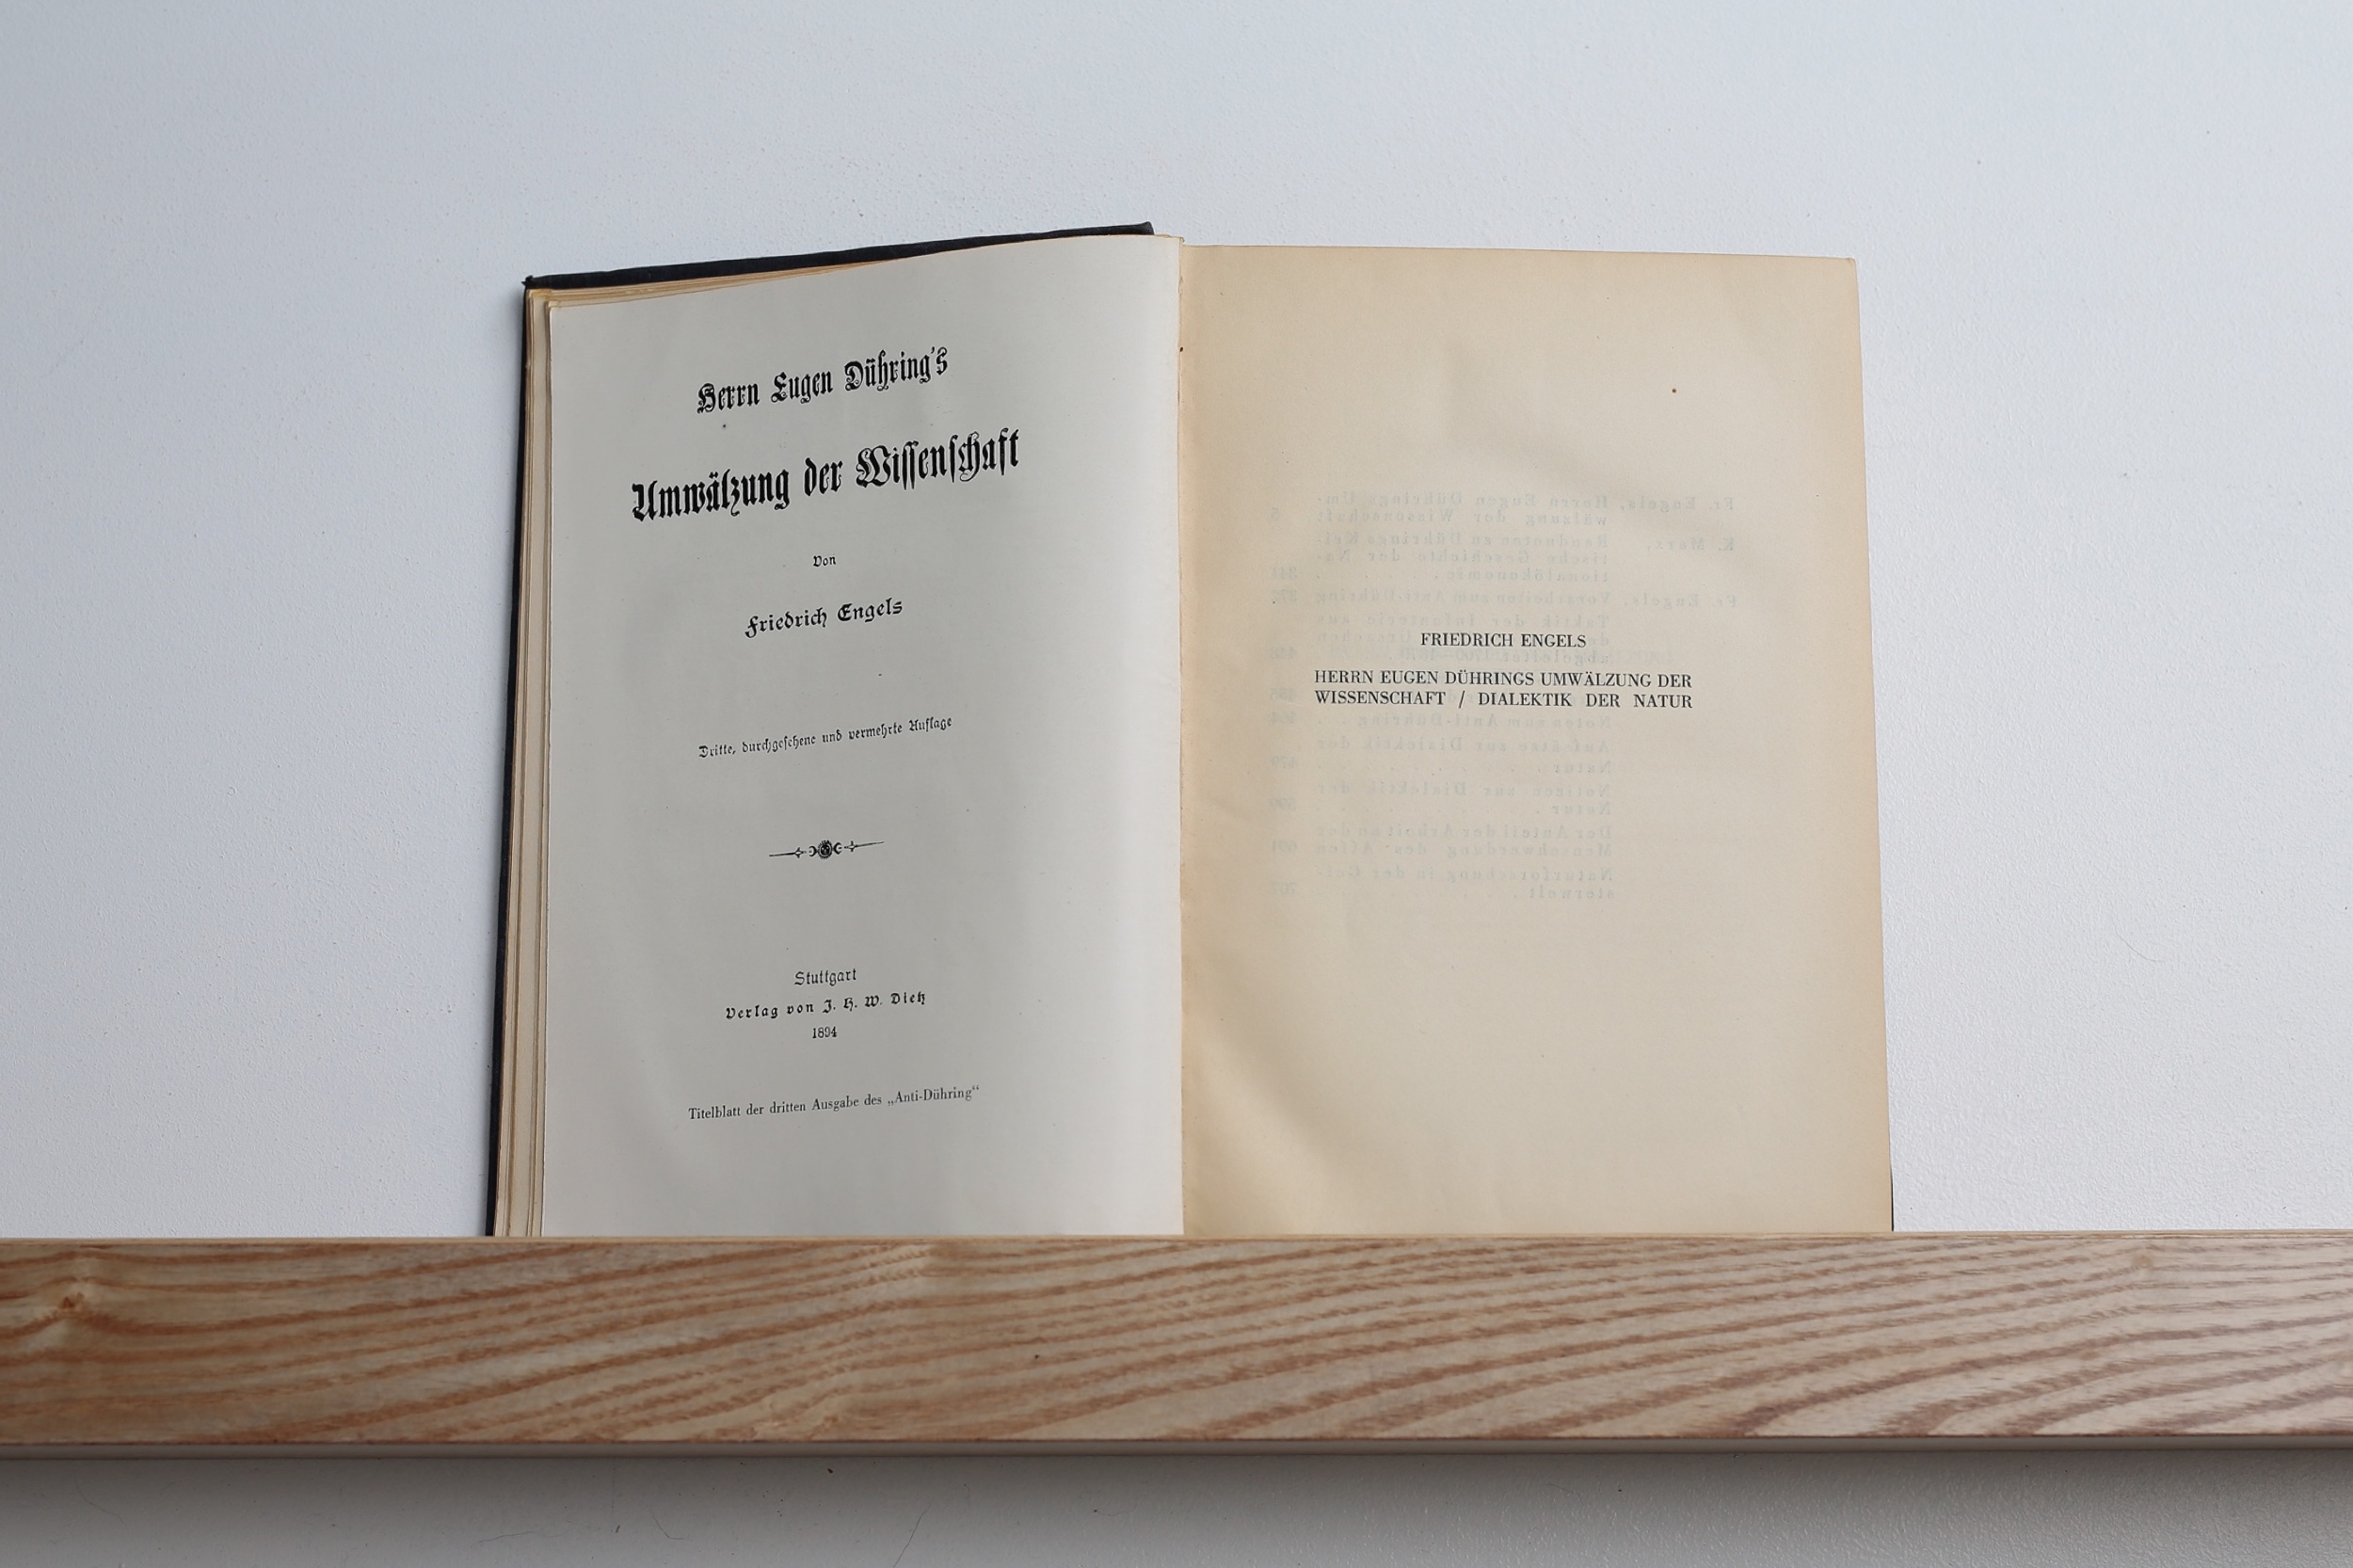 Herrn Eugen Dühring's
Umwälzung der Wissenschaft
Von
Friedrich Engels
Dritte, durchgesehene und vermehrte Auflage
Stuttgart
Verlag von J. H. W. Dietz
1894
Titelblatt der dritten Ausgabe des „Anti-Dühring“
FRIEDRICH ENGELS
HERRN EUGEN DÜHRINGS UMWÄLZUNG DER
WISSENSCHAFT / DIALEKTIK DER NATUR